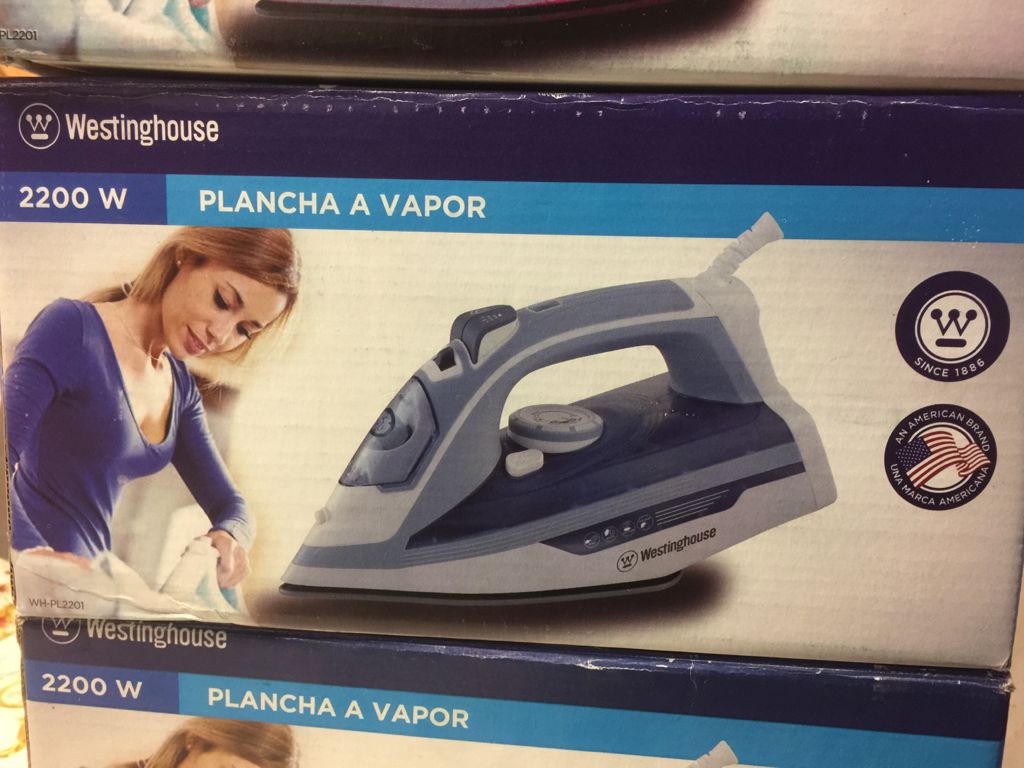 PL2201
Westinghouse
2200 W
PLANCHA A VAPOR
SINCE 1886
AN AMERICAN BRAND
UNA MARCA AMERICANA
Westinghouse
WH-PL2201
Westinghouse
2200 W
PLANCHA A VAPOR